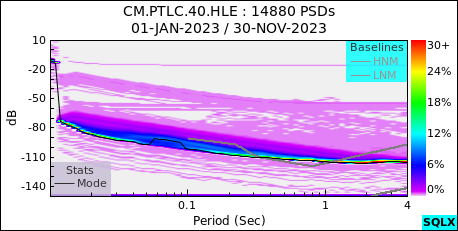 CM.PTLC.40.HLE : 14880 PSDs
01-JAN-2023 / 30-NOV-2023
10
-20
-50
-80
-110
-140
dB
Baselines
HNM
LNM
Stats
Mode
30+
24%
18%
12%
6%
0%
0.1
1
4
Period (Sec)
SQLX